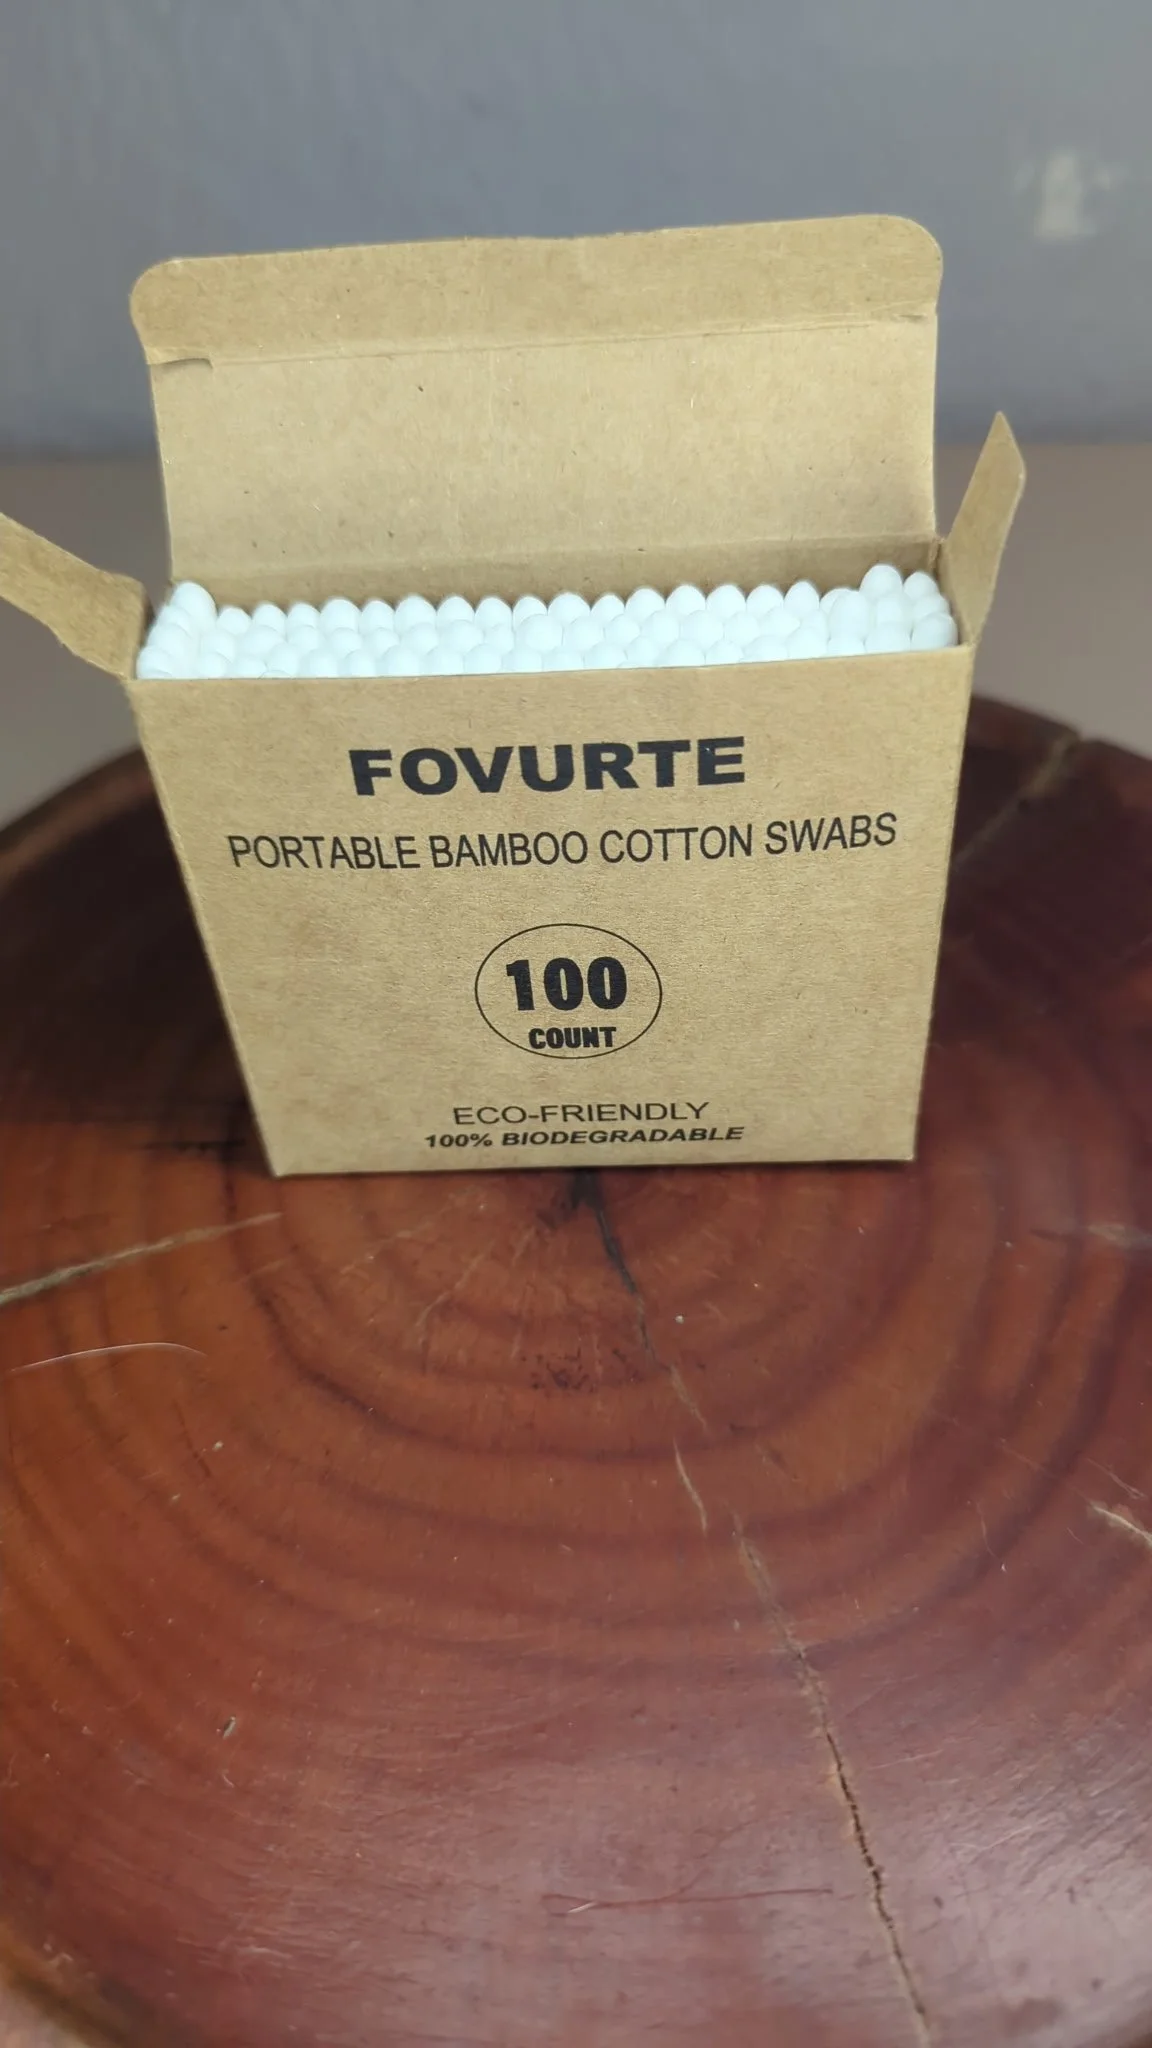 FOVURTE
PORTABLE BAMBOO COTTON SWABS
100
COUNT
ECO-FRIENDLY
100% BIODEGRADABLE